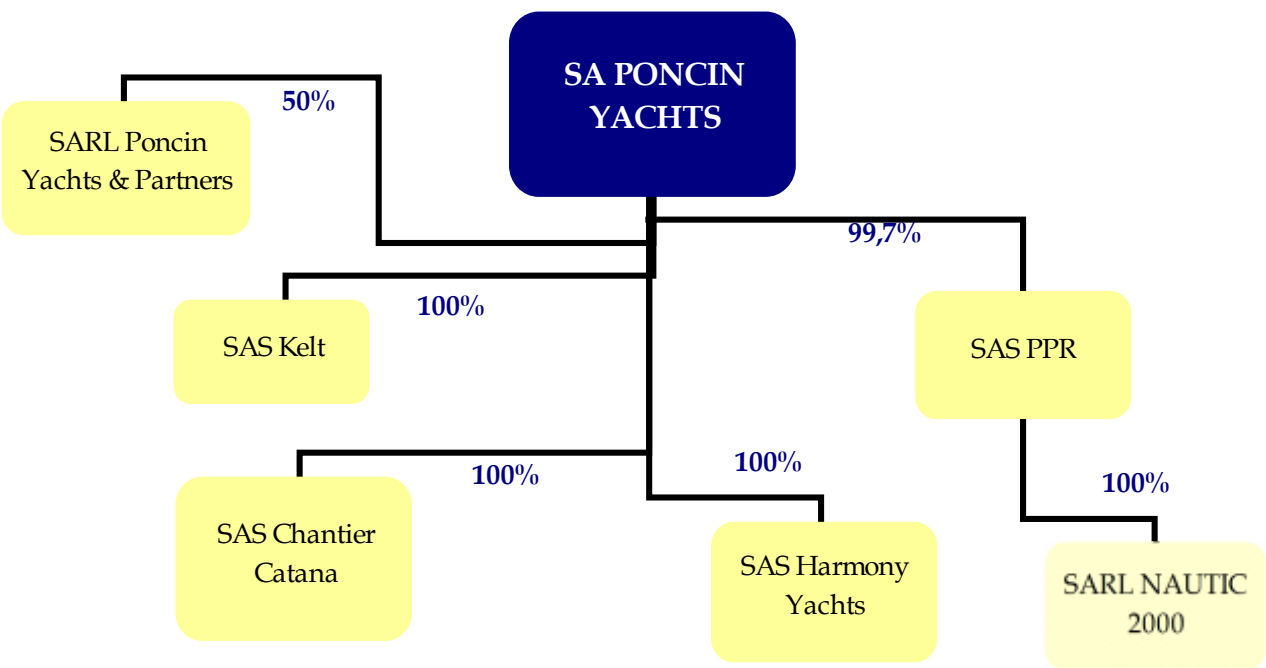 SA PONCIN
YACHTS
50%
SARL Poncin
Yachts & Partners
99,7%
100%
SAS Kelt
SAS PPR
100%
100%
100%
SAS Chantier
Catana
SAS Harmony
Yachts
SARL NAUTIC
2000